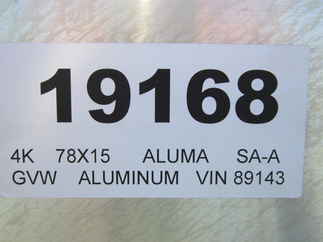 19168
4K 78X15 ALUMA SA-A
GVW ALUMINUM VIN 89143